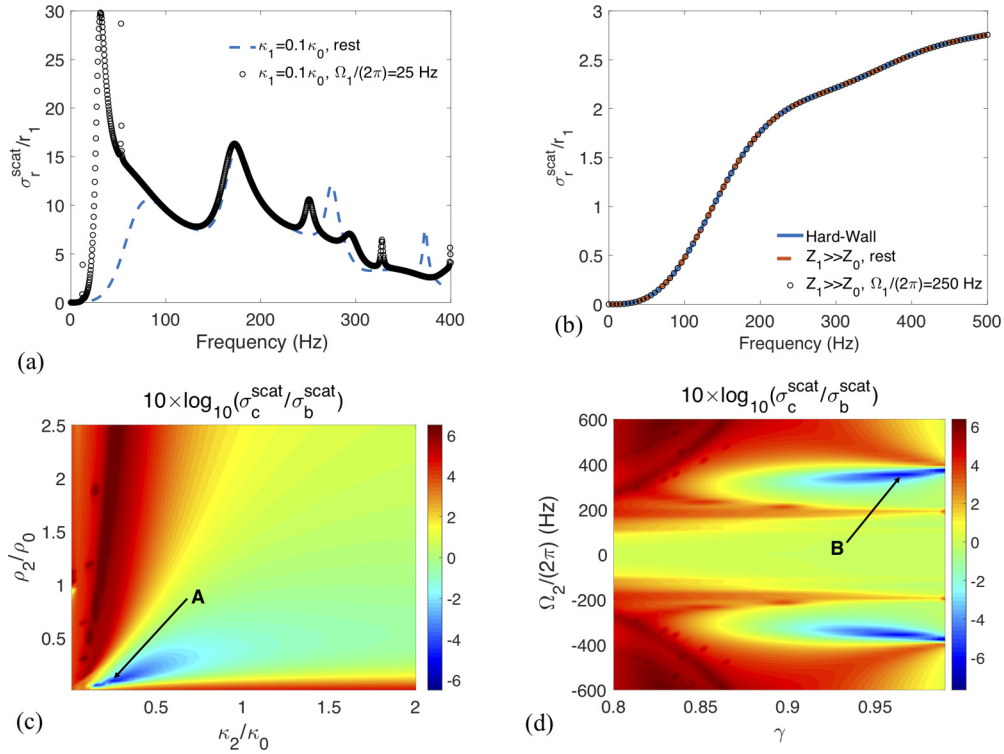 30
25
20
15
10
5
0
σ_r^scat/r_1
κ_1=0.1κ_0, rest
κ_1=0.1κ_0, Ω_1/(2π)=25 Hz
0 100 200 300 400
Frequency (Hz)
(a)
3
2.5
2
1.5
1
0.5
0
σ_r^scat/r_1
Hard-Wall
Z_1>>Z_0, rest
Z_1>>Z_0, Ω_1/(2π)=250 Hz
0 100 200 300 400 500
Frequency (Hz)
(b)
10×log_10(σ_c^scat/σ_b^scat)
2.5
2
1.5
1
0.5
ρ_2/ρ_0
A
0.5 1 1.5 2
κ_2/κ_0
6
4
2
0
-2
-4
-6
(c)
10×log_10(σ_c^scat/σ_b^scat)
600
400
200
0
-200
-400
-600
Ω_2/(2π) (Hz)
B
0.8 0.85 0.9 0.95
γ
6
4
2
0
-2
-4
-6
(d)